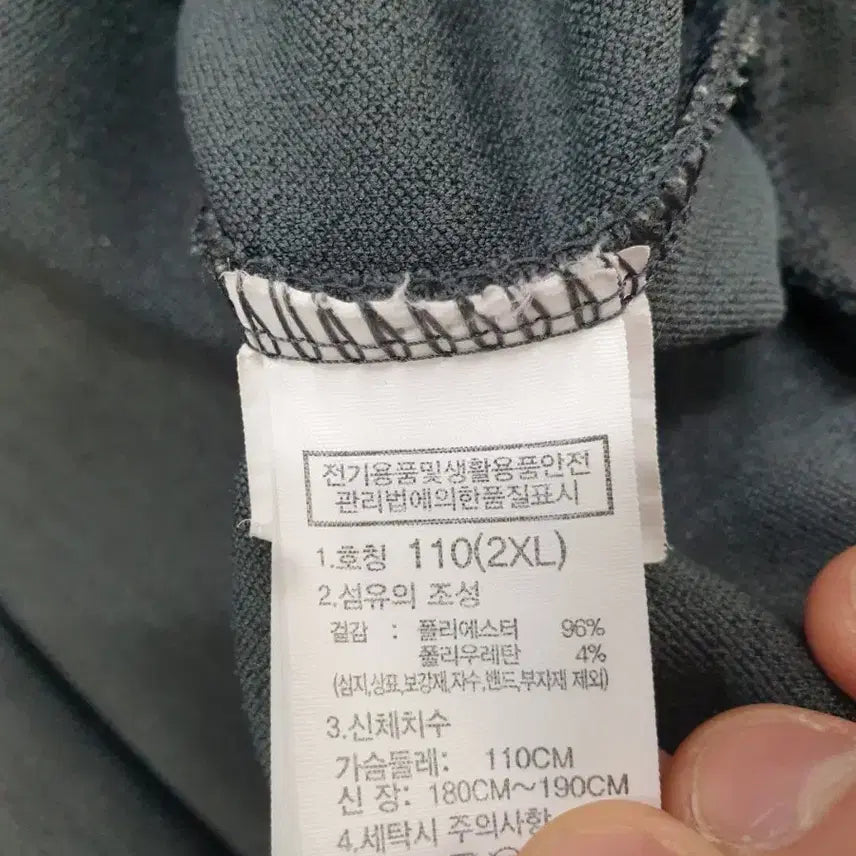 전기용품및생활용품안전
관리법에의한품질표시
1.호칭 110(2XL)
2.섬유의 조성
겉감 : 폴리에스터 96%
폴리우레탄 4%
(심지,상표,보강재,자수,밴드,부자재 제외)
3.신체치수
가슴둘레: 110CM
신 장: 180CM~190CM
4.세탁시 주의사항